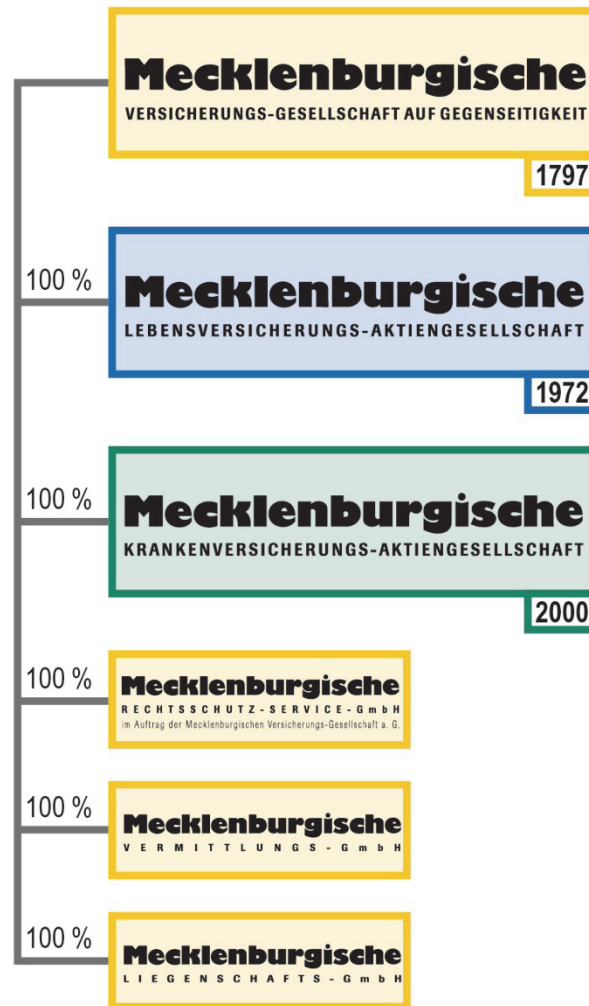 Mecklenburgische
VERSICHERUNGS-GESELLSCHAFT AUF GEGENSEITIGKEIT
1797
100 %
Mecklenburgische
LEBENSVERSICHERUNGS-AKTIENGESELLSCHAFT
1972
100 %
Mecklenburgische
KRANKENVERSICHERUNGS-AKTIENGESELLSCHAFT
2000
100 %
Mecklenburgische
RECHTSSCHUTZ-SERVICE-GmbH
im Auftrag der Mecklenburgischen Versicherungs-Gesellschaft a. G.
100 %
Mecklenburgische
VERMITTLUNGS-GmbH
100 %
Mecklenburgische
LIEGENSCHAFTS-GmbH